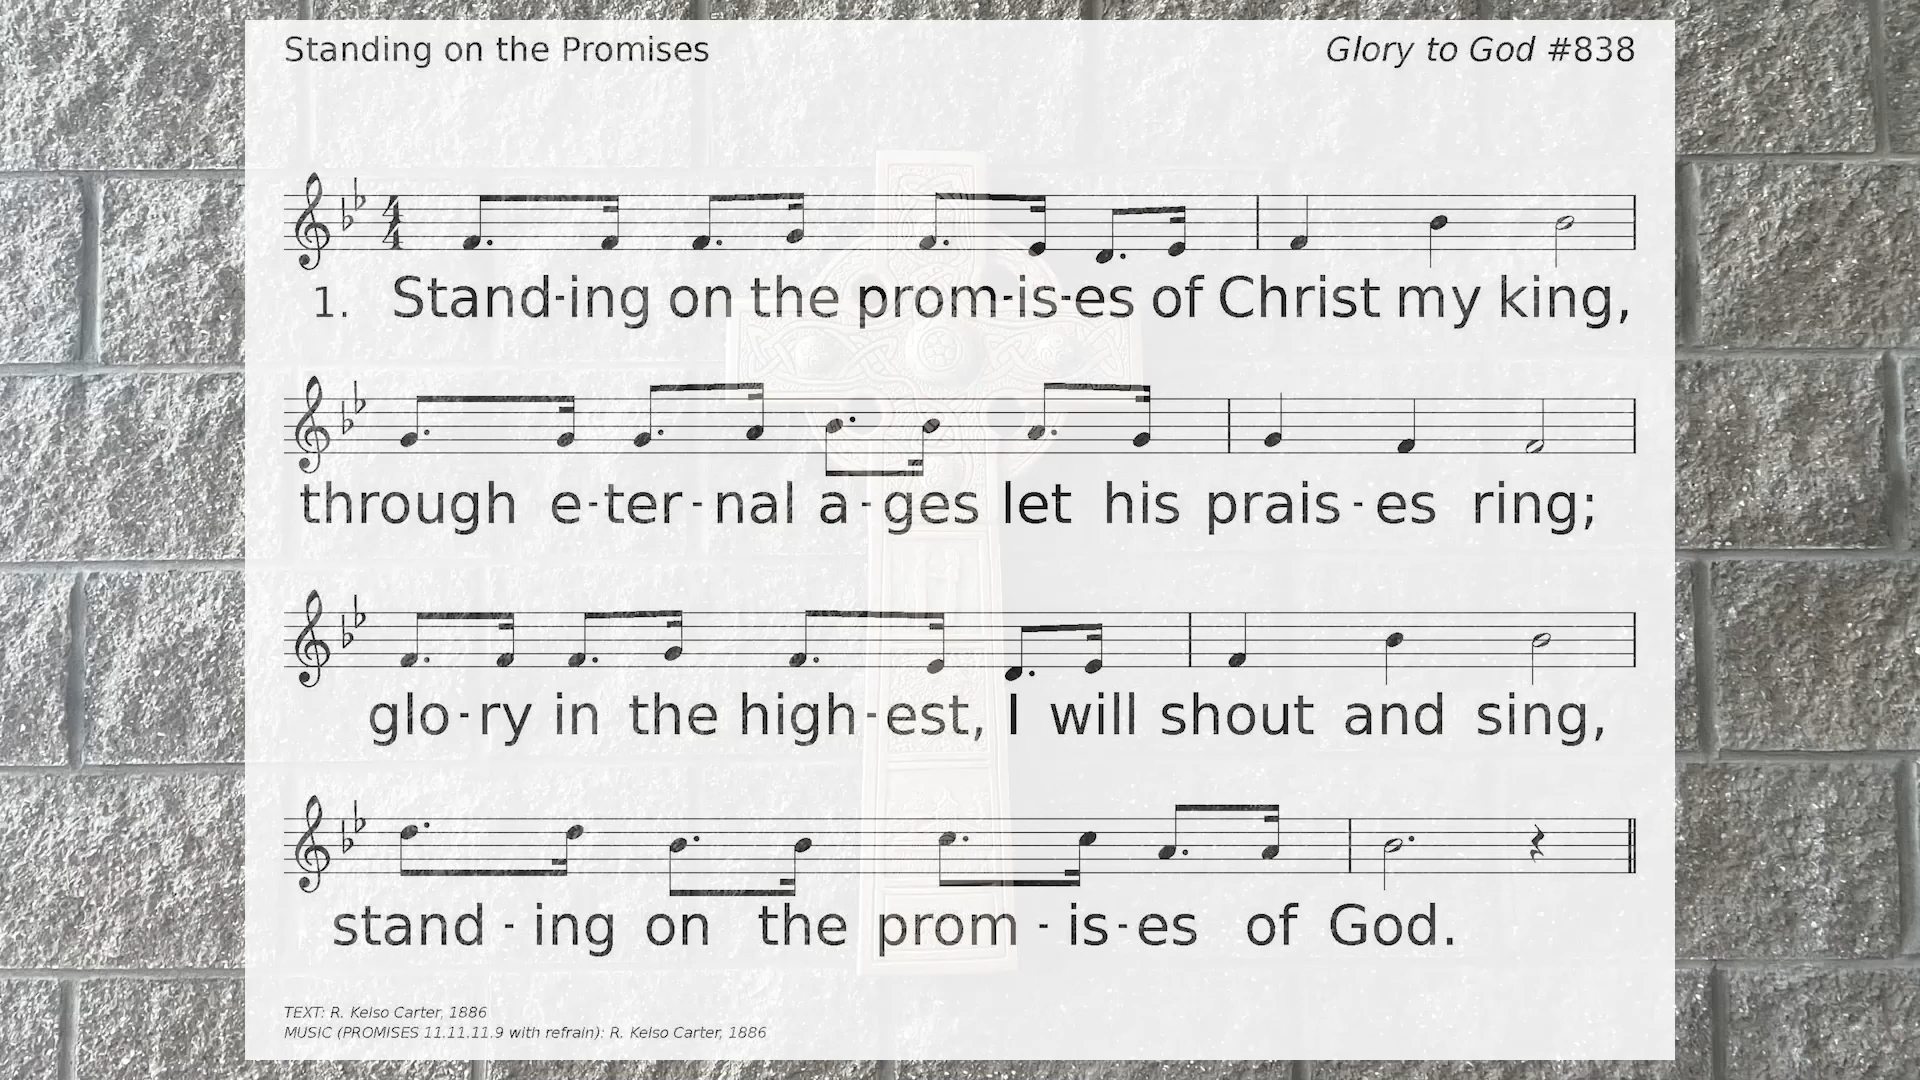 Standing on the Promises
Glory to God #838
1. Stand-ing on the prom-is-es of Christ my king,
through e-ter-nal a-ges let his prais-es ring;
glo-ry in the high-est, I will shout and sing,
stand-ing on the prom-is-es of God.
TEXT: R. Kelso Carter, 1886
MUSIC (PROMISES 11.11.11.9 with refrain): R. Kelso Carter, 1886